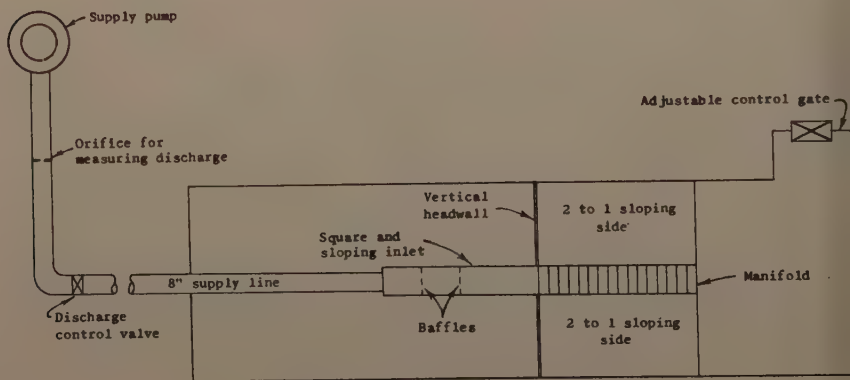 Supply pump
Adjustable control gate
Orifice for
measuring discharge
Vertical
headwall
2 to 1 sloping
side
Square and
sloping inlet
8" supply line
Manifold
Discharge
control valve
Baffles
2 to 1 sloping
side